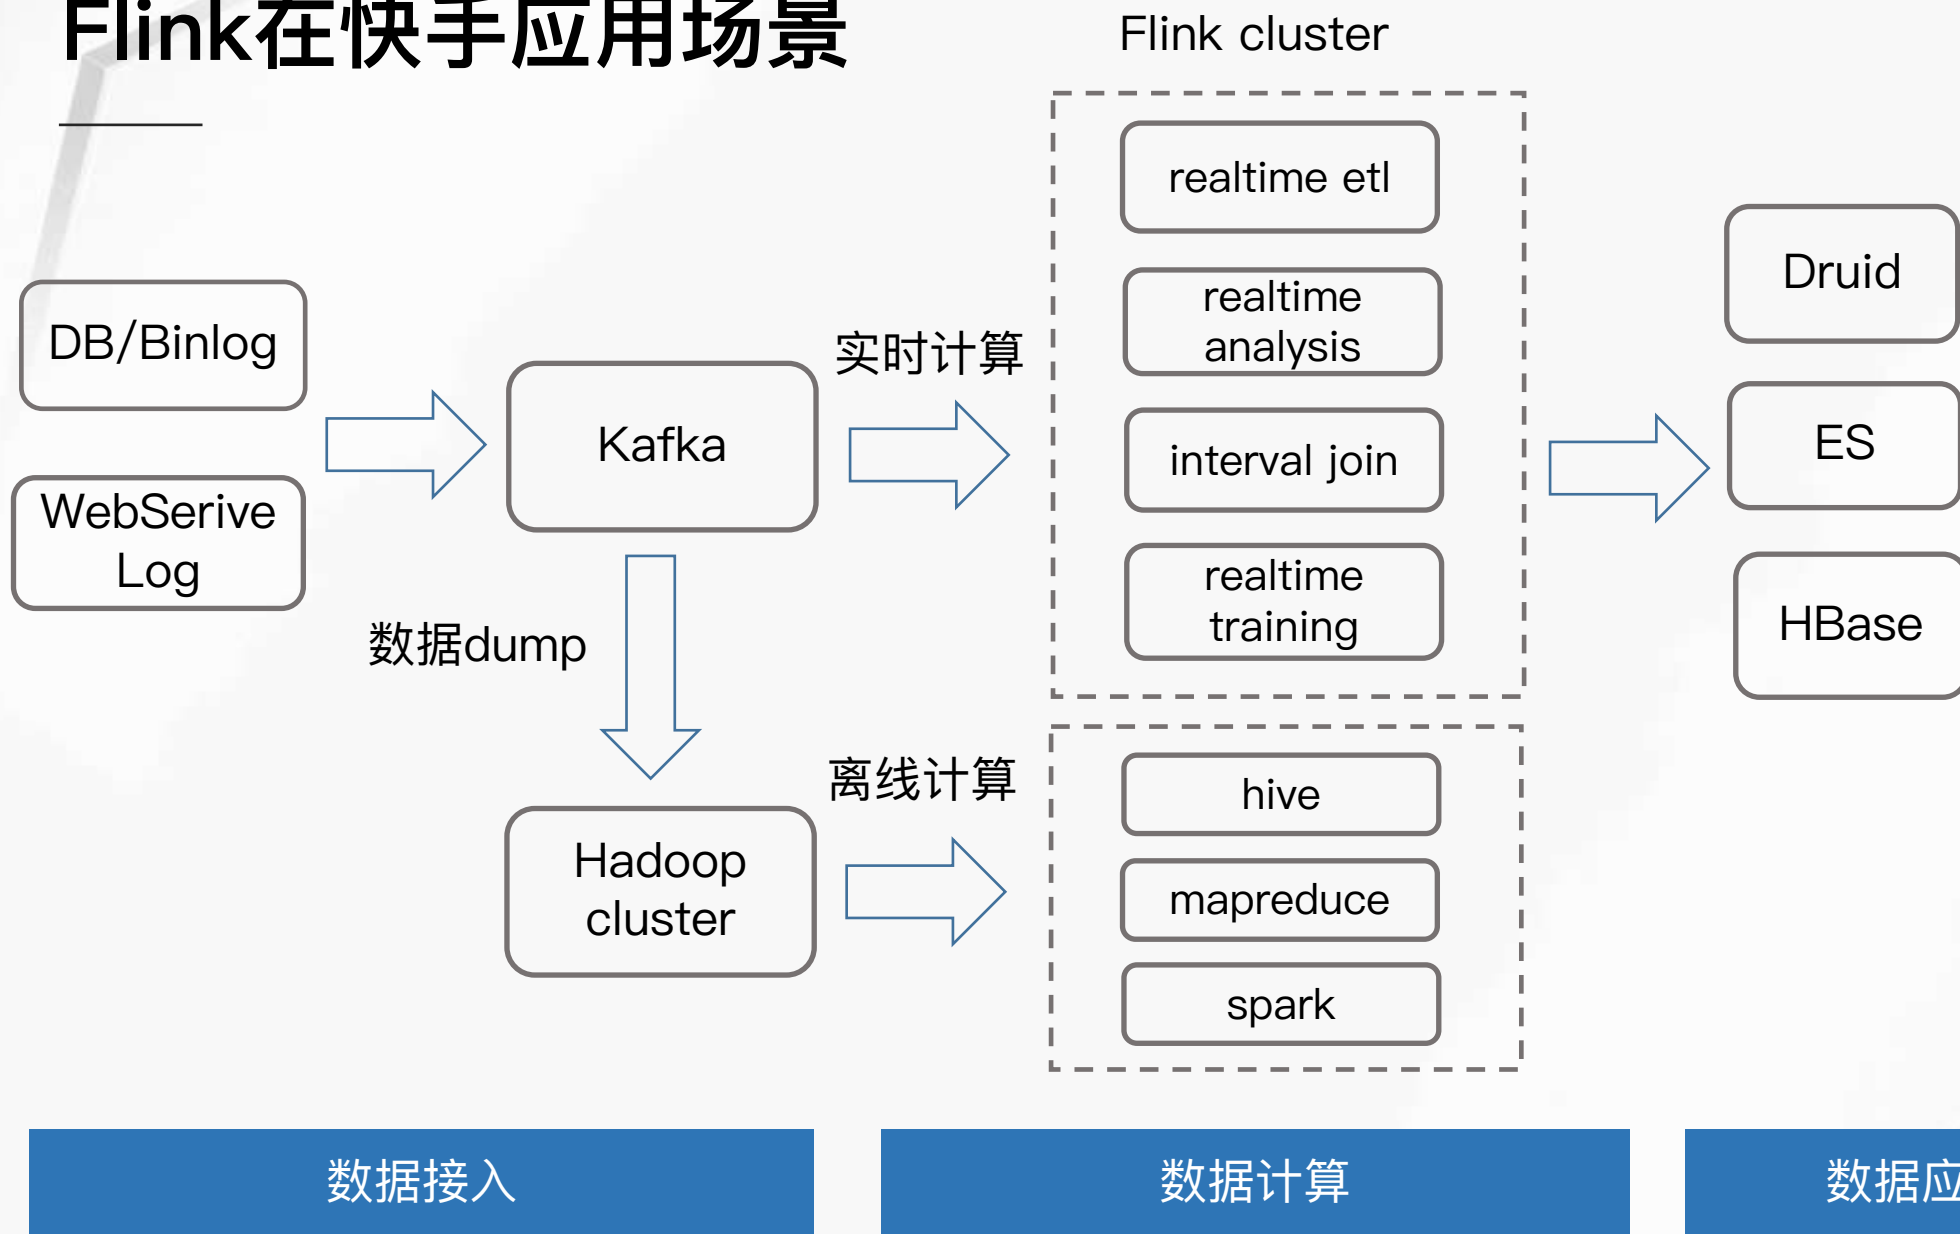 Flink在快手应用场景
Flink cluster
realtime etl
realtime
analysis
interval join
realtime
training
DB/Binlog
WebSerive
Log
Kafka
实时计算
数据dump
Hadoop
cluster
离线计算
hive
mapreduce
spark
Druid
ES
HBase
数据接入
数据计算
数据应